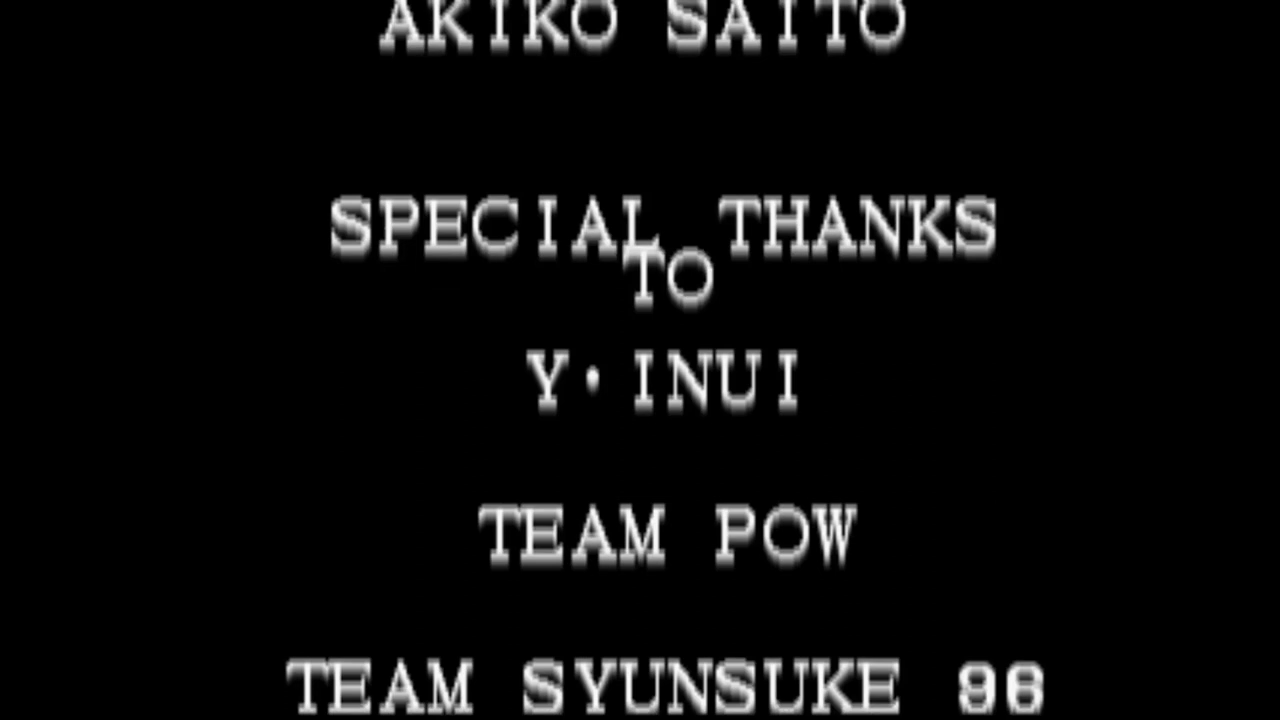 AKIKO SAITO
SPECIAL THANKS
TO
Y・INUI
TEAM POW
TEAM SYUNSUKE 96